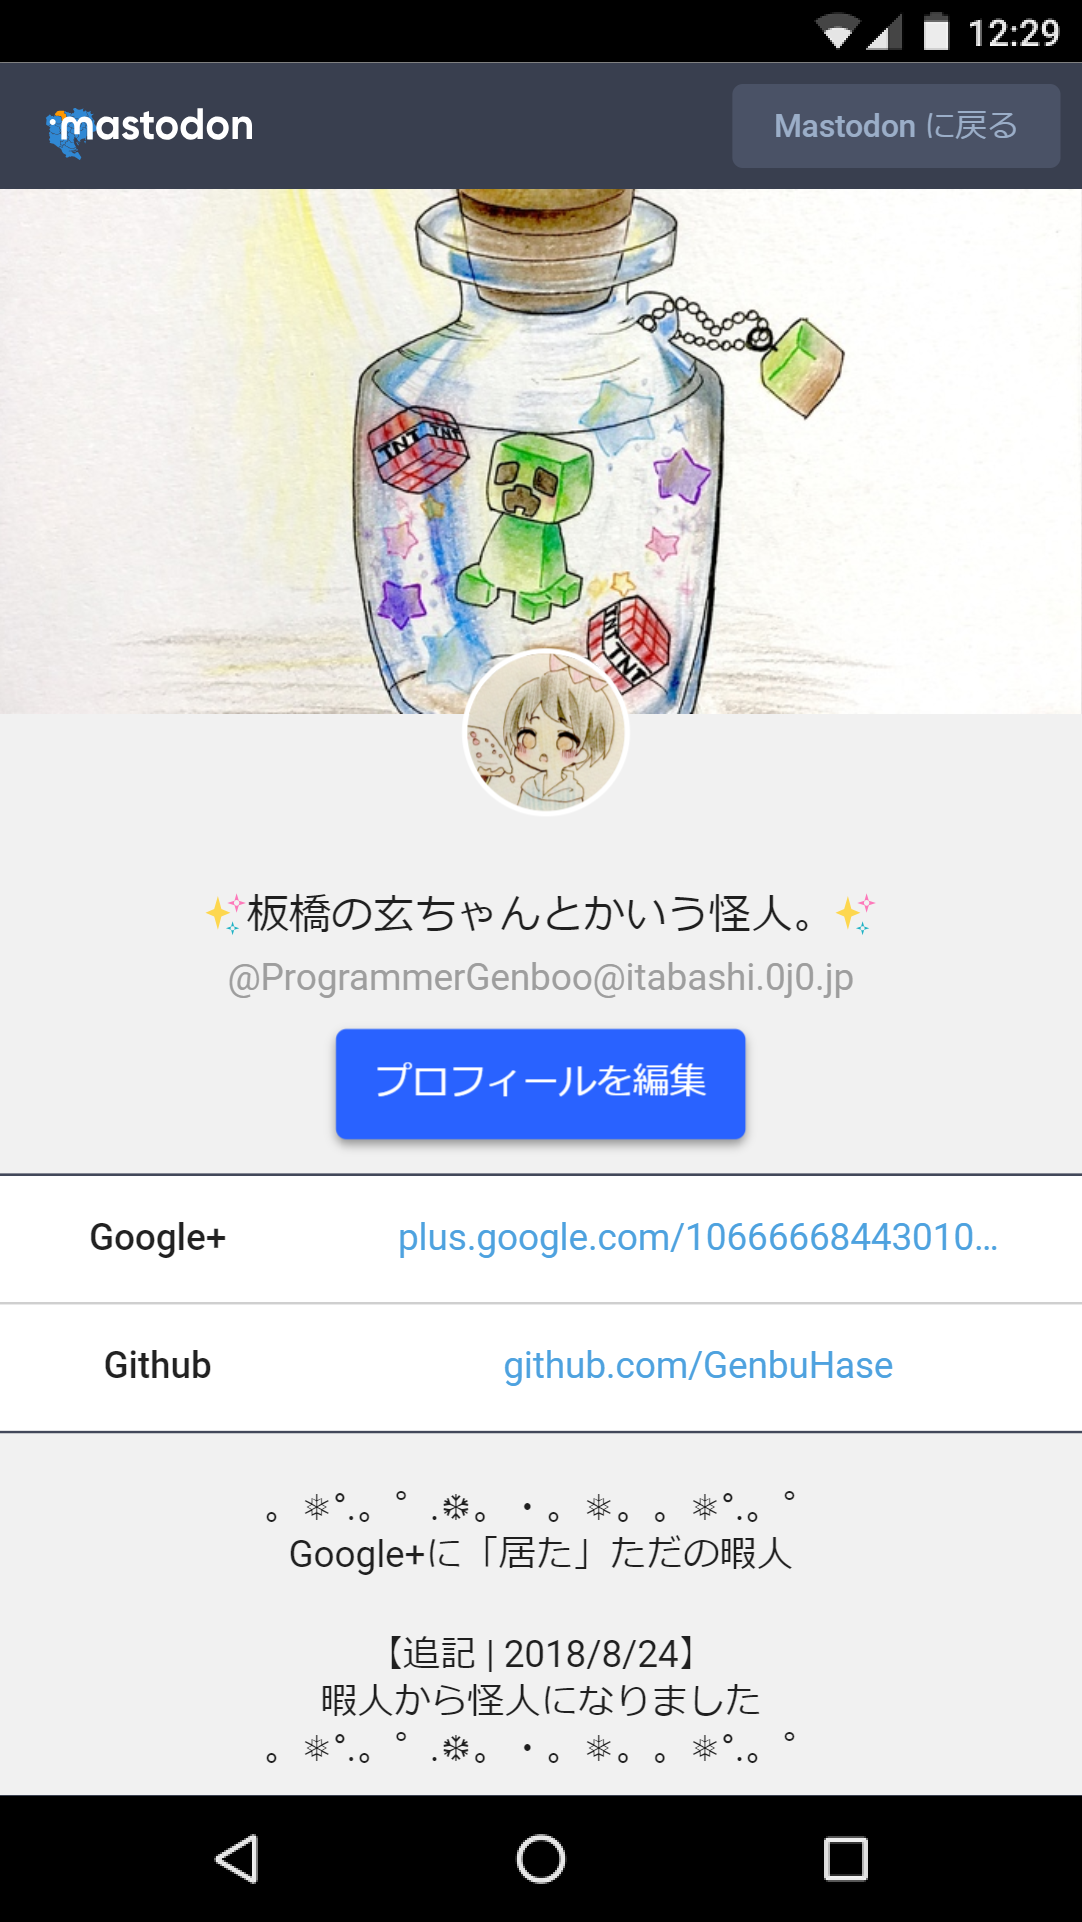 12:29
mastodon
Mastodon に戻る
TNT TNT
TNT TNT
✨板橋の玄ちゃんとかいう怪人。✨
@ProgrammerGenboo@itabashi.0j0.jp
プロフィールを編集
Google+ plus.google.com/10666668443010…
Github github.com/GenbuHase
。❄°.。゜.❆。・。❄。。❄°.。゜
Google+に「居た」ただの暇人
【追記 | 2018/8/24】
暇人から怪人になりました
。❄°.。゜.❆。・。❄。。❄°.。゜